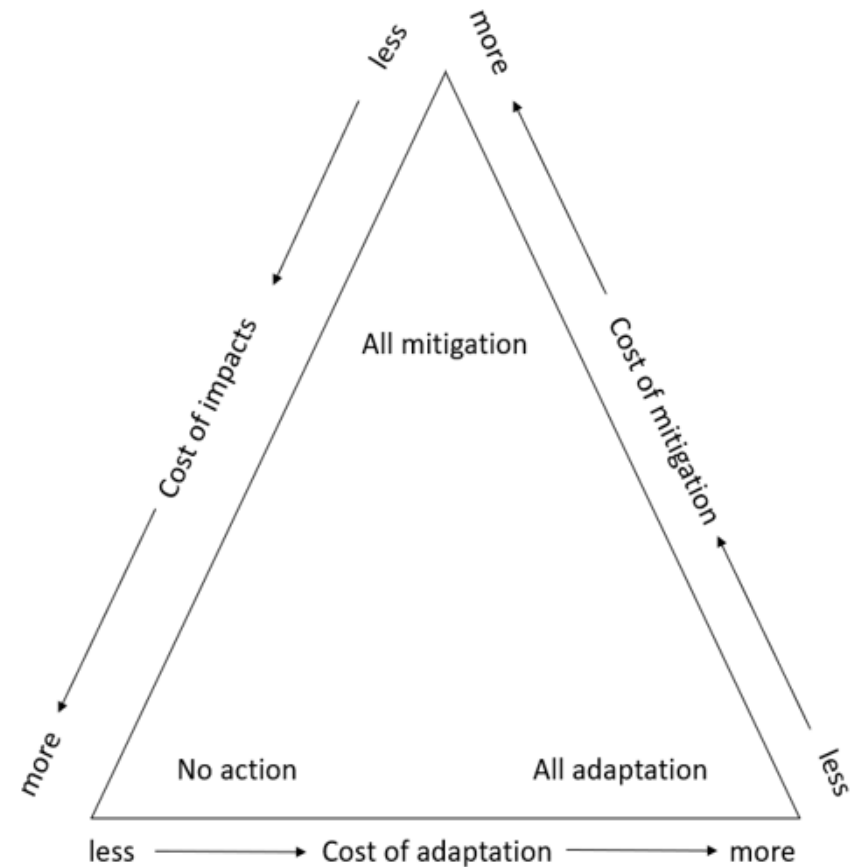 less
more
Cost of impacts
All mitigation
Cost of mitigation
more
No action
All adaptation
less
less
Cost of adaptation
more